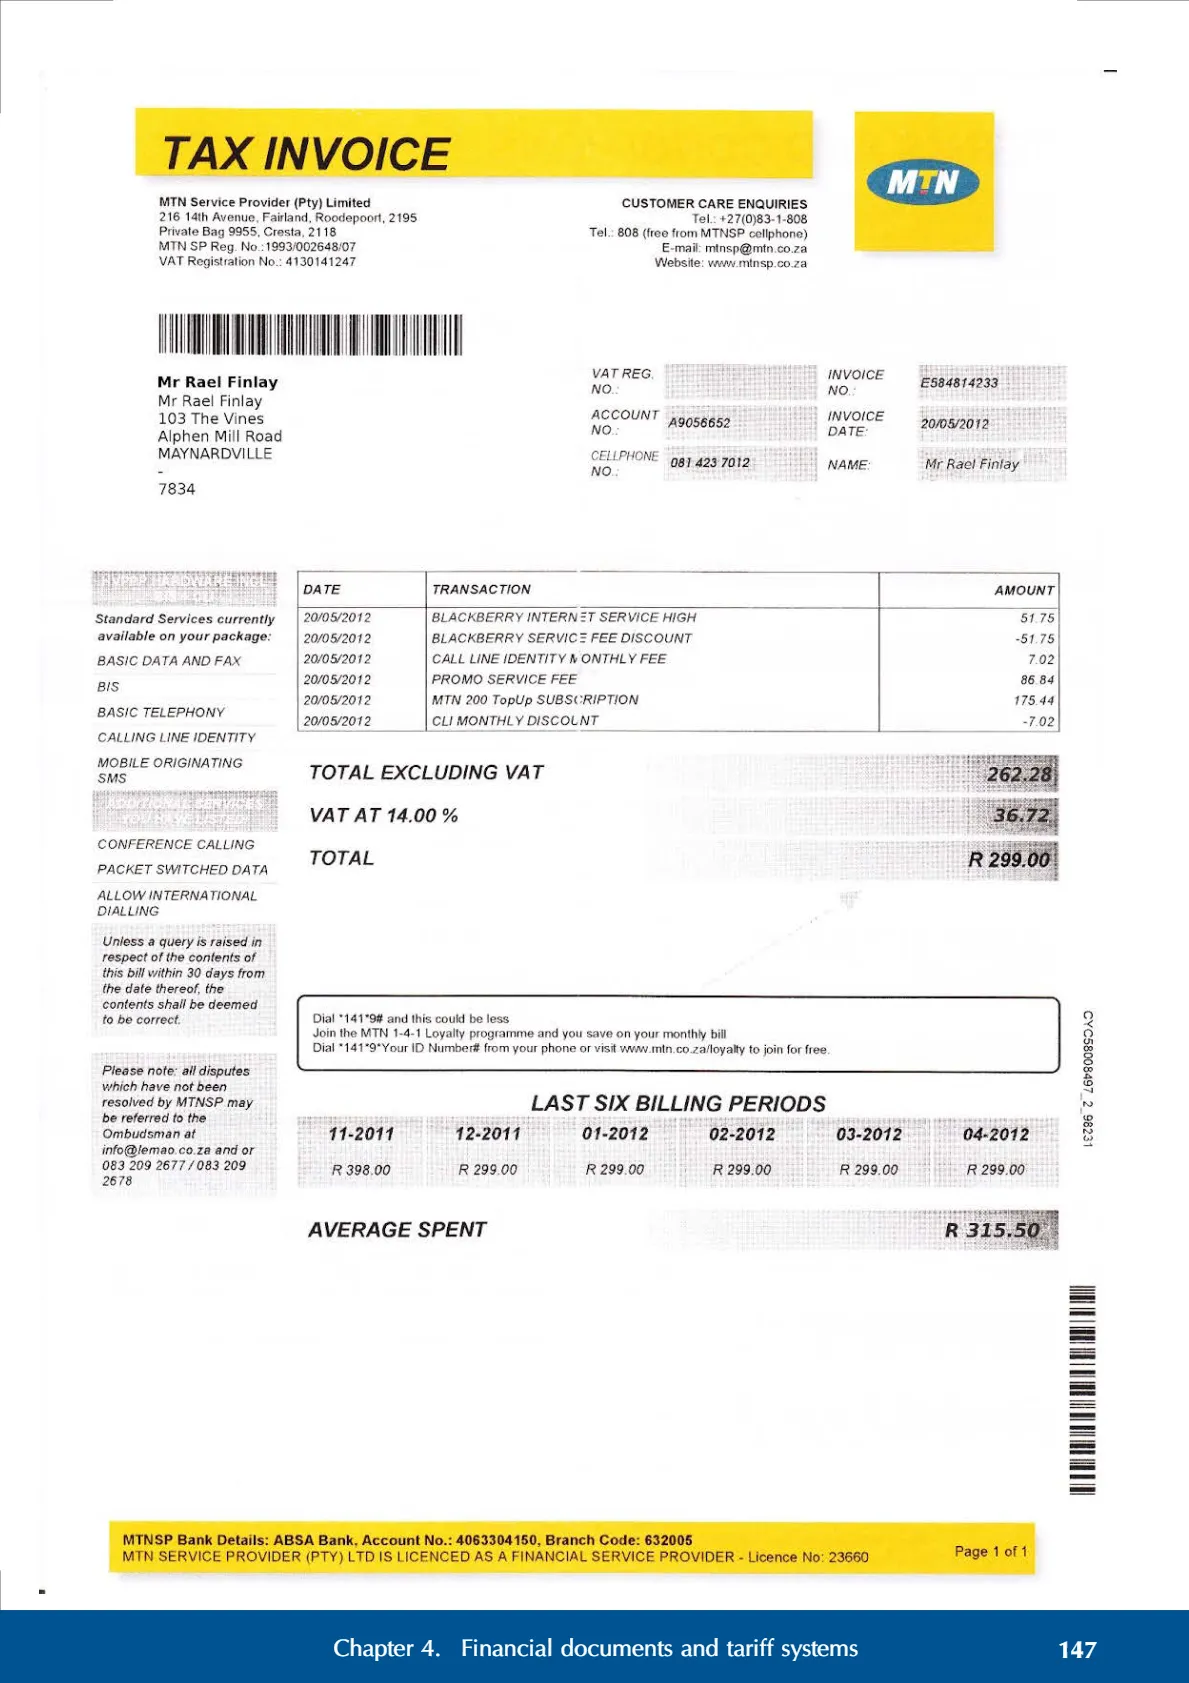 TAX INVOICE
MTN
MTN Service Provider (Pty) Limited
216 14th Avenue, Fairland, Roodepoort, 2195
Private Bag 9955, Cresta, 2118
MTN SP Reg. No.:1993/002648/07
VAT Registration No.: 4130141247
CUSTOMER CARE ENQUIRIES
Tel.: +27(0)83-1-808
Tel.: 808 (free from MTNSP cellphone)
E-mail: mtnsp@mtn.co.za
Website: www.mtnsp.co.za
Mr Rael Finlay
Mr Rael Finlay
103 The Vines
Alphen Mill Road
MAYNARDVILLE
-
7834
VAT REG. NO.:
INVOICE NO.: E584814233
ACCOUNT NO.: A9056652
INVOICE DATE: 20/05/2012
CELLPHONE NO.: 081 423 7012
NAME: Mr Rael Finlay
Standard Services currently
available on your package:
BASIC DATA AND FAX
BIS
BASIC TELEPHONY
CALLING LINE IDENTITY
MOBILE ORIGINATING
SMS
ADDITIONAL SERVICES
YOU HAVE LISTED:
CONFERENCE CALLING
PACKET SWITCHED DATA
ALLOW INTERNATIONAL
DIALLING
Unless a query is raised in
respect of the contents of
this bill within 30 days from
the date thereof, the
contents shall be deemed
to be correct.
Please note: all disputes
which have not been
resolved by MTNSP may
be referred to the
Ombudsman at
info@lemao.co.za and or
083 209 2677 / 083 209
2678
DATE TRANSACTION AMOUNT
20/05/2012 BLACKBERRY INTERNET SERVICE HIGH 51.75
20/05/2012 BLACKBERRY SERVICE FEE DISCOUNT -51.75
20/05/2012 CALL LINE IDENTITY MONTHLY FEE 7.02
20/05/2012 PROMO SERVICE FEE 86.84
20/05/2012 MTN 200 TopUp SUBSCRIPTION 175.44
20/05/2012 CLI MONTHLY DISCOUNT -7.02
TOTAL EXCLUDING VAT 262.28
VAT AT 14.00 % 36.72
TOTAL R 299.00
Dial *141*9# and this could be less
Join the MTN 1-4-1 Loyalty programme and you save on your monthly bill
Dial *141*9*Your ID Number# from your phone or visit www.mtn.co.za/loyalty to join for free.
LAST SIX BILLING PERIODS
11-2011 12-2011 01-2012 02-2012 03-2012 04-2012
R 398.00 R 299.00 R 299.00 R 299.00 R 299.00 R 299.00
AVERAGE SPENT R 315.50
CYC58008497_2_98231
MTNSP Bank Details: ABSA Bank, Account No.: 4063304150, Branch Code: 632005
MTN SERVICE PROVIDER (PTY) LTD IS LICENCED AS A FINANCIAL SERVICE PROVIDER - Licence No: 23660
Page 1 of 1
Chapter 4. Financial documents and tariff systems 147